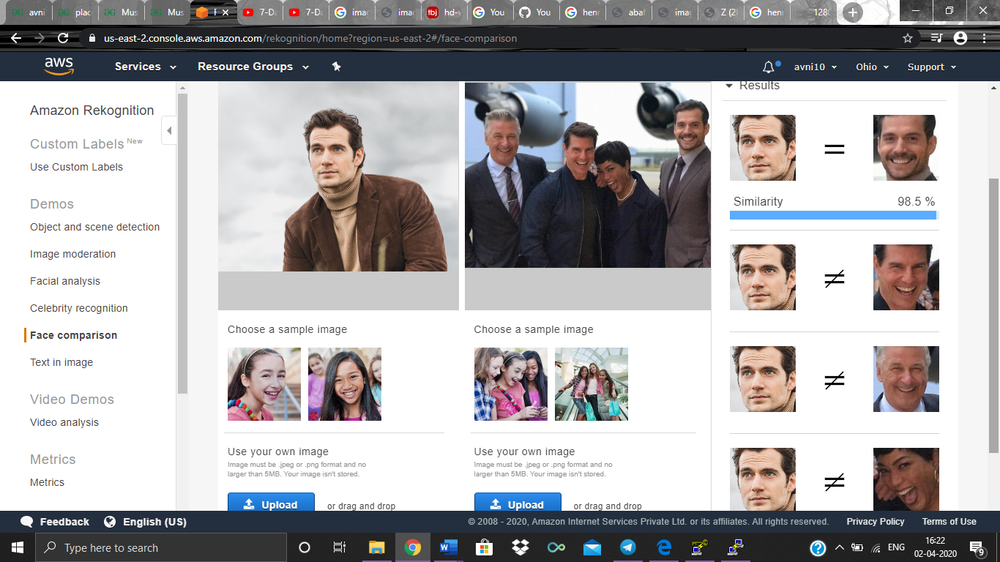 avni
place
Mus
Mus
7-Da
7-Da
imag
imag
tbj hd-v
You
You
henr
abaf
imag
Z (2
henr
1280
us-east-2.console.aws.amazon.com/rekognition/home?region=us-east-2#/face-comparison
aws
Services
Resource Groups
avni10
Ohio
Support
Amazon Rekognition
Custom Labels New
Use Custom Labels
Demos
Object and scene detection
Image moderation
Facial analysis
Celebrity recognition
Face comparison
Text in image
Video Demos
Video analysis
Metrics
Metrics
Choose a sample image
Use your own image
Image must be .jpeg or .png format and no
larger than 5MB. Your image isn't stored.
Upload or drag and drop
Choose a sample image
Use your own image
Image must be .jpeg or .png format and no
larger than 5MB. Your image isn't stored.
Upload or drag and drop
Results
=
Similarity 98.5 %
≠
≠
≠
Feedback
English (US)
© 2008 - 2020, Amazon Internet Services Private Ltd. or its affiliates. All rights reserved.
Privacy Policy
Terms of Use
Type here to search
ENG
16:22
02-04-2020
9